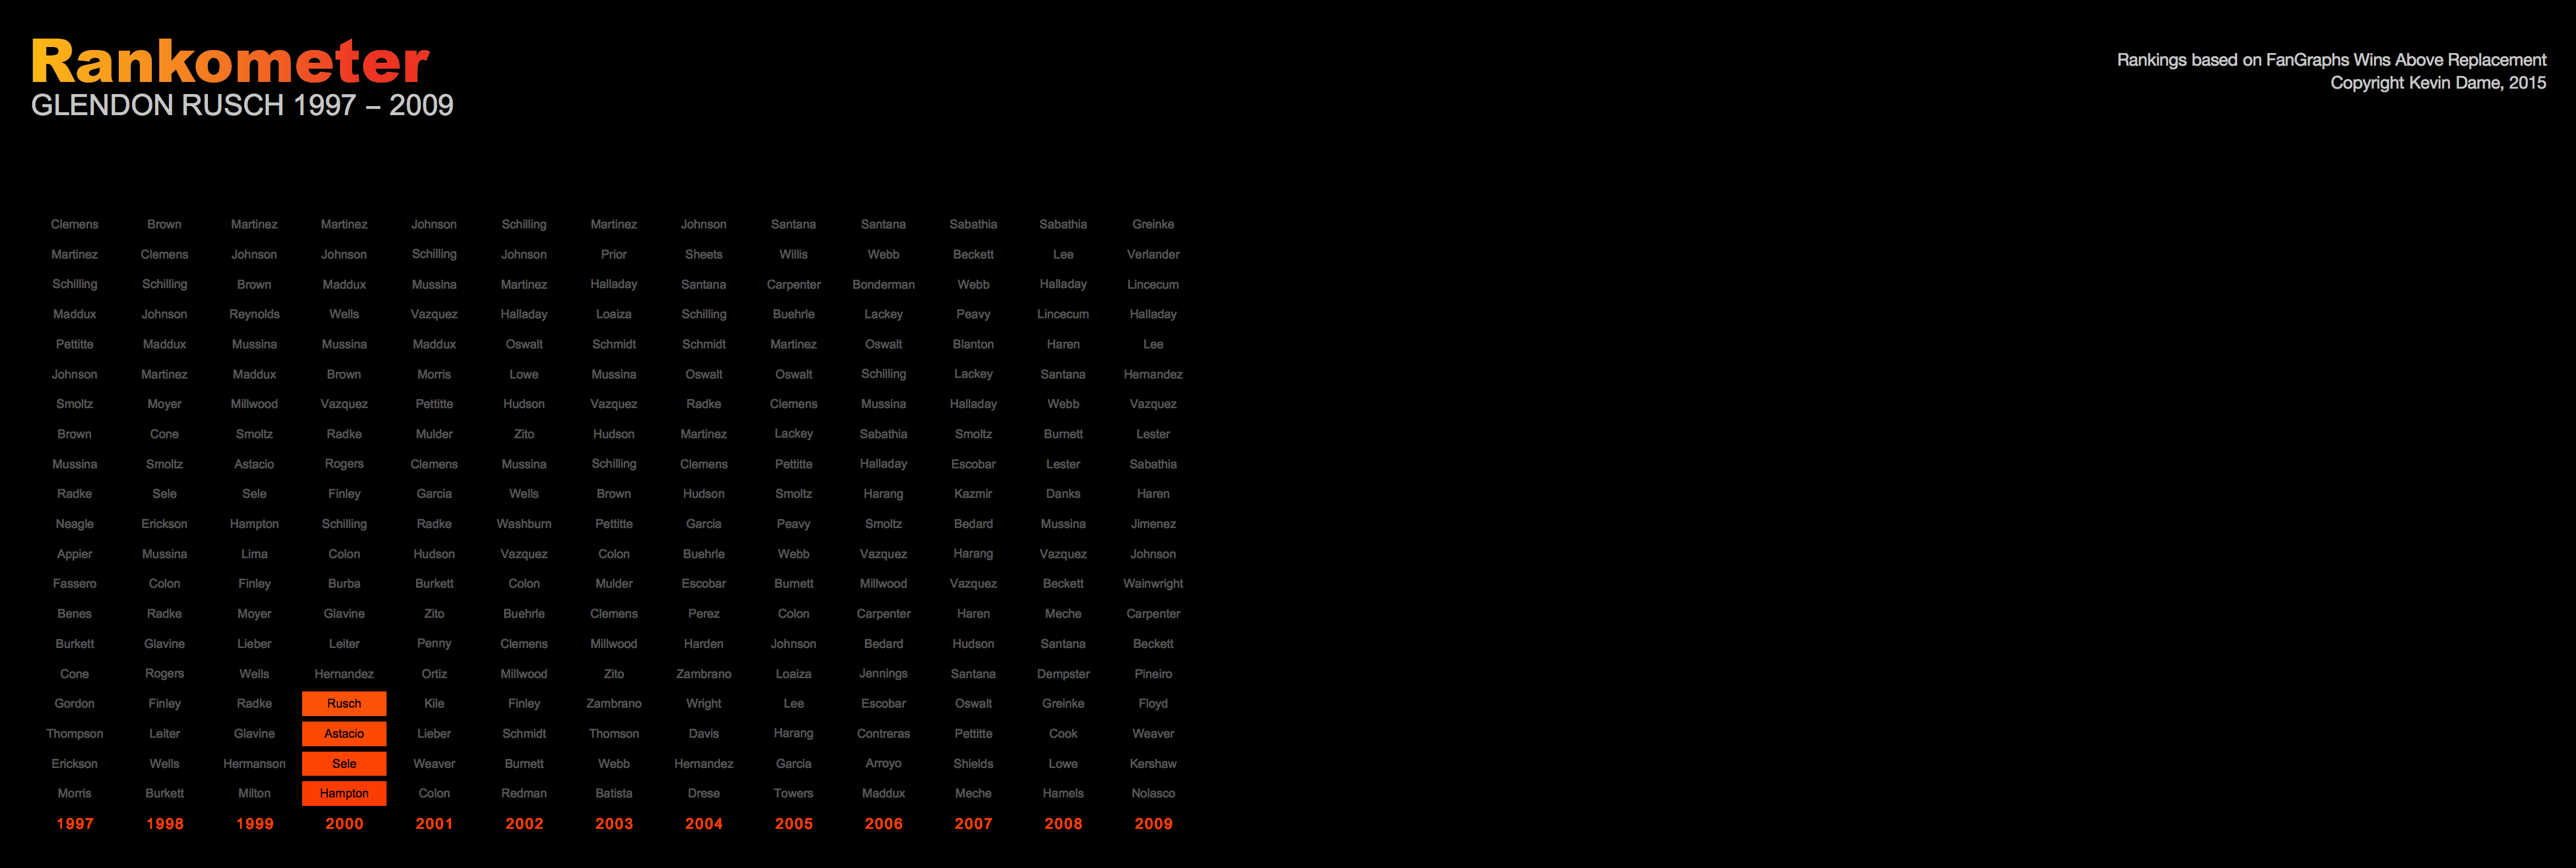 Rankometer
GLENDON RUSCH 1997 – 2009
Rankings based on FanGraphs Wins Above Replacement
Copyright Kevin Dame, 2015
Clemens Brown Martinez Martinez Johnson Schilling Martinez Johnson Santana Santana Sabathia Sabathia Greinke
Martinez Clemens Johnson Johnson Schilling Johnson Prior Sheets Willis Webb Beckett Lee Verlander
Schilling Schilling Brown Maddux Mussina Martinez Halladay Santana Carpenter Bonderman Webb Halladay Lincecum
Maddux Johnson Reynolds Wells Vazquez Halladay Loaiza Schilling Buehrle Lackey Peavy Lincecum Halladay
Pettitte Maddux Mussina Mussina Maddux Oswalt Schmidt Schmidt Martinez Oswalt Blanton Haren Lee
Johnson Martinez Maddux Brown Morris Lowe Mussina Oswalt Oswalt Schilling Lackey Santana Hernandez
Smoltz Moyer Millwood Vazquez Pettitte Hudson Vazquez Radke Clemens Mussina Halladay Webb Vazquez
Brown Cone Smoltz Radke Mulder Zito Hudson Martinez Lackey Sabathia Smoltz Burnett Lester
Mussina Smoltz Astacio Rogers Clemens Mussina Schilling Clemens Pettitte Halladay Escobar Lester Sabathia
Radke Sele Sele Finley Garcia Wells Brown Hudson Smoltz Harang Kazmir Danks Haren
Neagle Erickson Hampton Schilling Radke Washburn Pettitte Garcia Peavy Smoltz Bedard Mussina Jimenez
Appier Mussina Lima Colon Hudson Vazquez Colon Buehrle Webb Vazquez Harang Vazquez Johnson
Fassero Colon Finley Burba Burkett Colon Mulder Escobar Burnett Millwood Vazquez Beckett Wainwright
Benes Radke Moyer Glavine Zito Buehrle Clemens Perez Colon Carpenter Haren Meche Carpenter
Burkett Glavine Lieber Leiter Penny Clemens Millwood Harden Johnson Bedard Hudson Santana Beckett
Cone Rogers Wells Hernandez Ortiz Millwood Zito Zambrano Loaiza Jennings Santana Dempster Pineiro
Gordon Finley Radke Rusch Kile Finley Zambrano Wright Lee Escobar Oswalt Greinke Floyd
Thompson Leiter Glavine Astacio Lieber Schmidt Thomson Davis Harang Contreras Pettitte Cook Weaver
Erickson Wells Hermanson Sele Weaver Burnett Webb Hernandez Garcia Arroyo Shields Lowe Kershaw
Morris Burkett Milton Hampton Colon Redman Batista Drese Towers Maddux Meche Hamels Nolasco
1997 1998 1999 2000 2001 2002 2003 2004 2005 2006 2007 2008 2009